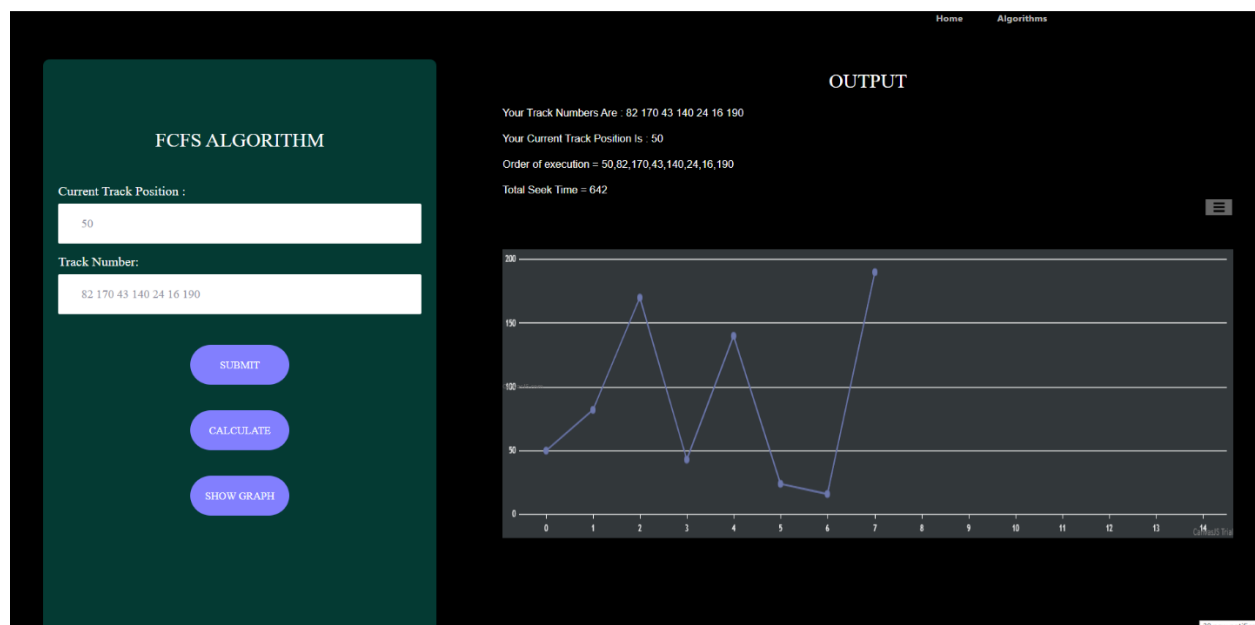 Home Algorithms
FCFS ALGORITHM
Current Track Position :
50
Track Number:
82 170 43 140 24 16 190
SUBMIT
CALCULATE
SHOW GRAPH
OUTPUT
Your Track Numbers Are : 82 170 43 140 24 16 190
Your Current Track Position Is : 50
Order of execution = 50,82,170,43,140,24,16,190
Total Seek Time = 642
200
150
100
50
0
0 1 2 3 4 5 6 7 8 9 10 11 12 13 14
CanvasJS Trial